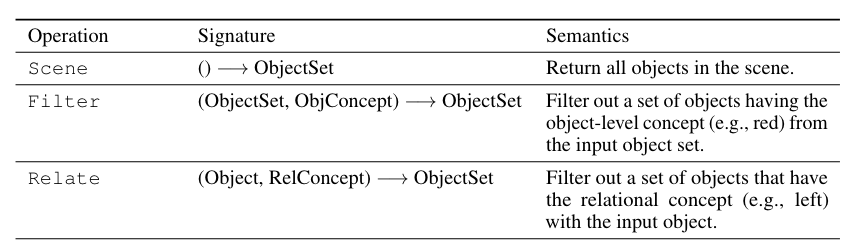 Operation Signature Semantics
Scene () ⟶ ObjectSet Return all objects in the scene.
Filter (ObjectSet, ObjConcept) ⟶ ObjectSet Filter out a set of objects having the
object-level concept (e.g., red) from
the input object set.
Relate (Object, RelConcept) ⟶ ObjectSet Filter out a set of objects that have
the relational concept (e.g., left)
with the input object.